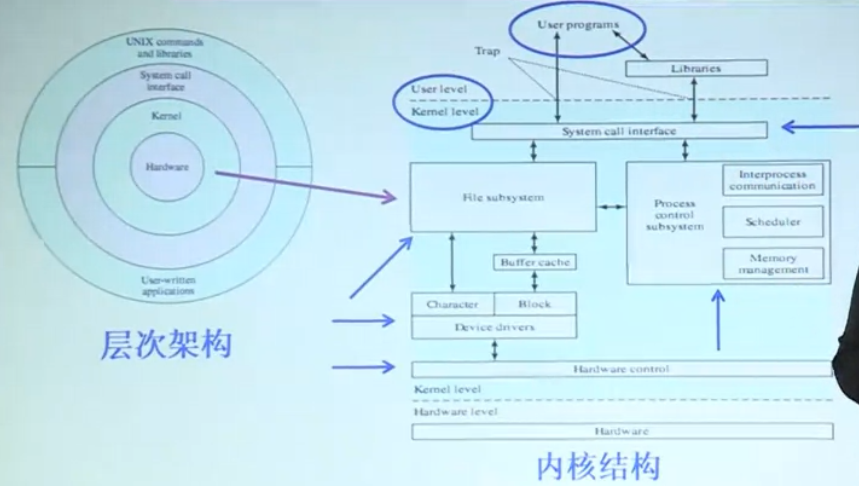 UNIX commands
and libraries
System call
interface
Kernel
Hardware
User-written
applications
层次架构
User programs
Trap
Libraries
User level
Kernel level
System call interface
File subsystem
Process
control
subsystem
Interprocess
communication
Scheduler
Memory
management
Buffer cache
Character
Block
Device drivers
Hardware control
Kernel level
Hardware level
Hardware
内核结构